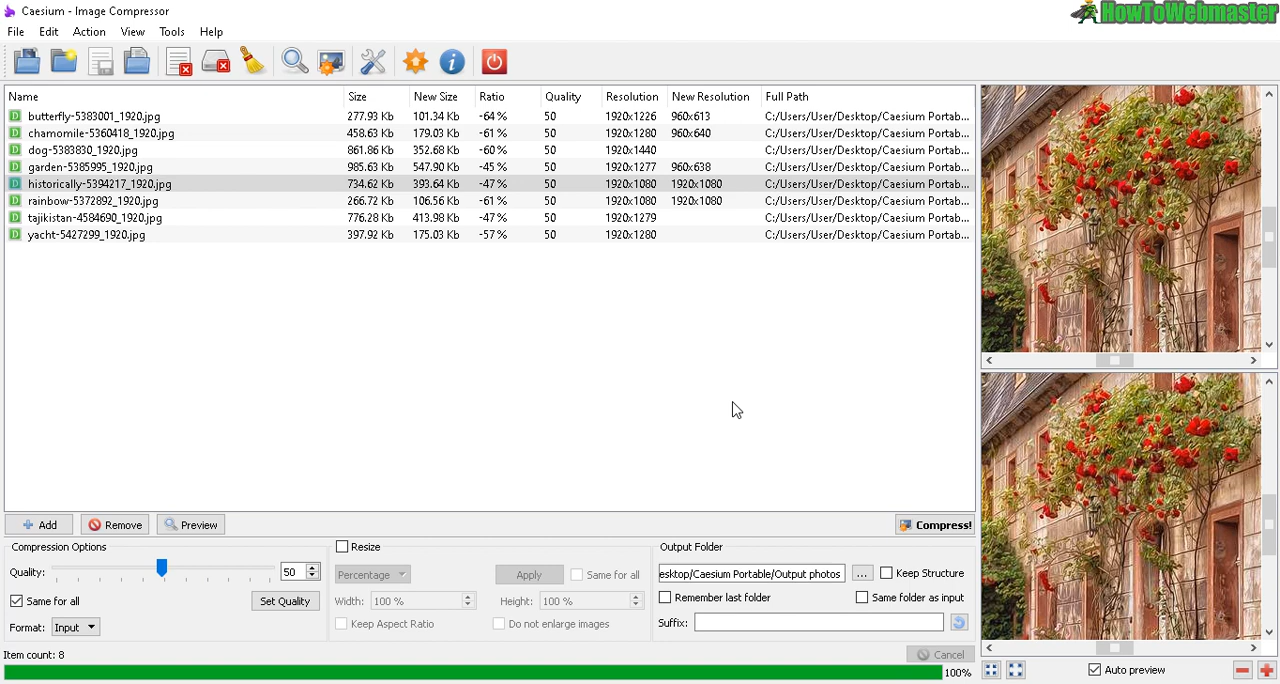 Caesium - Image Compressor
HowToWebmaster
File Edit Action View Tools Help
Name Size New Size Ratio Quality Resolution New Resolution Full Path
D butterfly-5383001_1920.jpg 277.93 Kb 101.34 Kb -64 % 50 1920x1226 960x613 C:/Users/User/Desktop/Caesium Portab...
D chamomile-5360418_1920.jpg 458.63 Kb 179.03 Kb -61 % 50 1920x1280 960x640 C:/Users/User/Desktop/Caesium Portab...
D dog-5383830_1920.jpg 861.86 Kb 352.68 Kb -60 % 50 1920x1440 C:/Users/User/Desktop/Caesium Portab...
D garden-5385995_1920.jpg 985.63 Kb 547.90 Kb -45 % 50 1920x1277 960x638 C:/Users/User/Desktop/Caesium Portab...
D historically-5394217_1920.jpg 734.62 Kb 393.64 Kb -47 % 50 1920x1080 1920x1080 C:/Users/User/Desktop/Caesium Portab...
D rainbow-5372892_1920.jpg 266.72 Kb 106.56 Kb -61 % 50 1920x1080 1920x1080 C:/Users/User/Desktop/Caesium Portab...
D tajikistan-4584690_1920.jpg 776.28 Kb 413.98 Kb -47 % 50 1920x1279 C:/Users/User/Desktop/Caesium Portab...
D yacht-5427299_1920.jpg 397.92 Kb 175.03 Kb -57 % 50 1920x1280 C:/Users/User/Desktop/Caesium Portab...
Add Remove Preview Compress!
Compression Options Resize Output Folder
Quality: 50 Percentage Apply Same for all esktop/Caesium Portable/Output photos ... Keep Structure
Same for all Set Quality Width: 100 % Height: 100 % Remember last folder Same folder as input
Format: Input Keep Aspect Ratio Do not enlarge images Suffix:
Item count: 8 Cancel
100% Auto preview